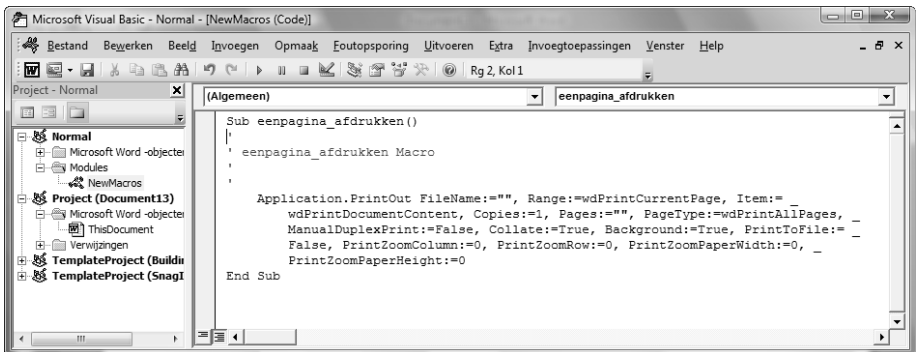 Microsoft Visual Basic - Normal - [NewMacros (Code)]
Bestand Bewerken Beeld Invoegen Opmaak Foutopsporing Uitvoeren Extra Invoegtoepassingen Venster Help
Rg 2, Kol 1
Project - Normal
(Algemeen)
eenpagina_afdrukken
Normal
Microsoft Word -objecten
Modules
NewMacros
Project (Document13)
Microsoft Word -objecten
ThisDocument
Verwijzingen
TemplateProject (Buildin
TemplateProject (SnagI
Sub eenpagina_afdrukken()
'
' eenpagina_afdrukken Macro
'
'
Application.PrintOut FileName:="", Range:=wdPrintCurrentPage, Item:= _
wdPrintDocumentContent, Copies:=1, Pages:="", PageType:=wdPrintAllPages, _
ManualDuplexPrint:=False, Collate:=True, Background:=True, PrintToFile:= _
False, PrintZoomColumn:=0, PrintZoomRow:=0, PrintZoomPaperWidth:=0, _
PrintZoomPaperHeight:=0
End Sub